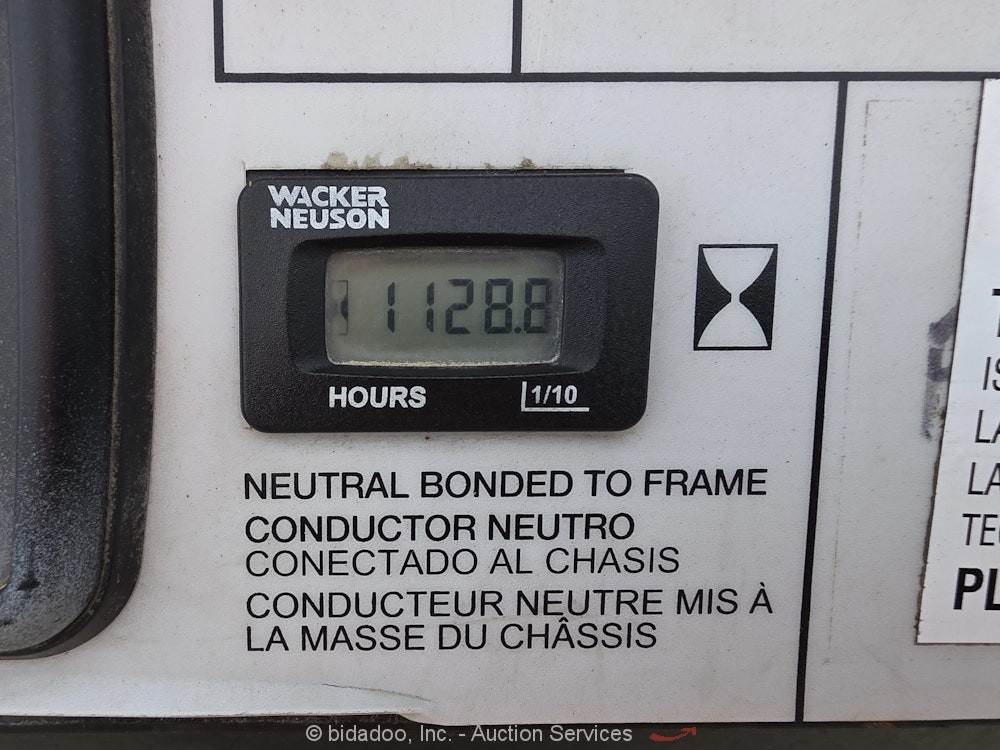 WACKER
NEUSON
1128.8
HOURS
1/10
NEUTRAL BONDED TO FRAME
CONDUCTOR NEUTRO
CONECTADO AL CHASIS
CONDUCTEUR NEUTRE MIS À
LA MASSE DU CHÂSSIS
© bidadoo, Inc. - Auction Services